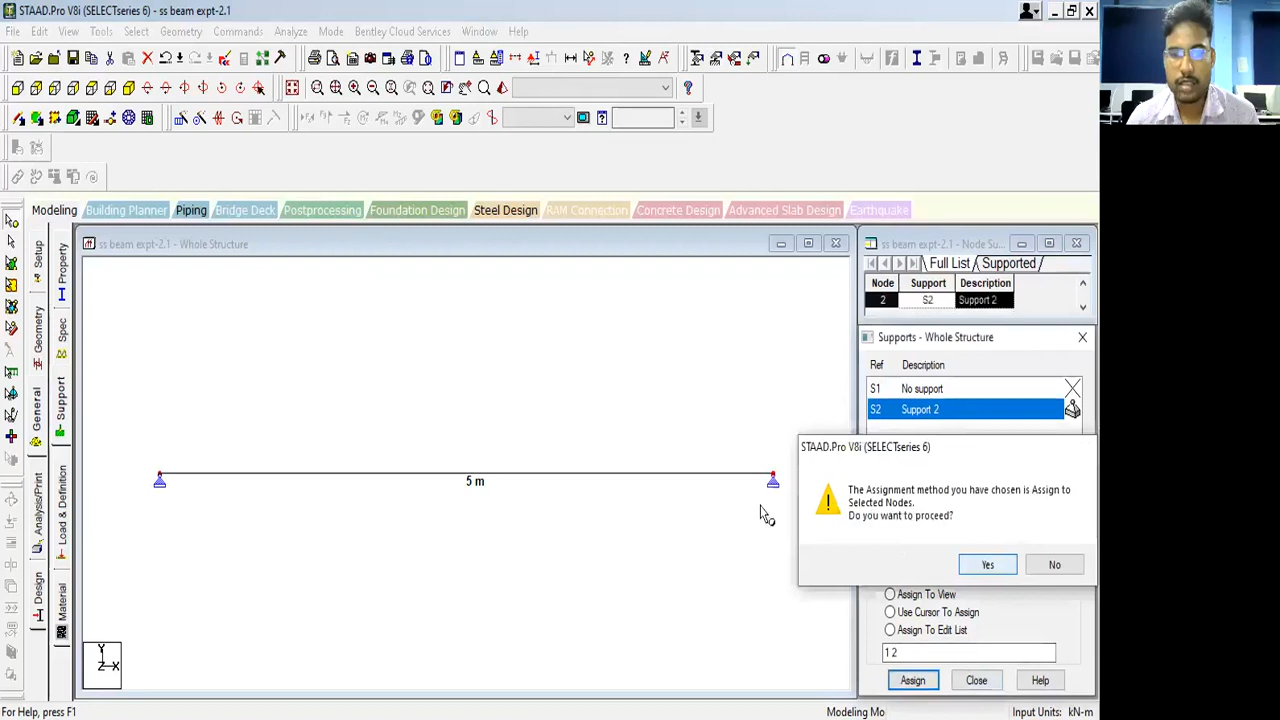 STAAD.Pro V8i (SELECTseries 6) - ss beam expt-2.1
File Edit View Tools Select Geometry Commands Analyze Mode Bentley Cloud Services Window Help
Modeling Building Planner Piping Bridge Deck Postprocessing Foundation Design Steel Design RAM Connection Concrete Design Advanced Slab Design Earthquake
ss beam expt-2.1 - Whole Structure
ss beam expt-2.1 - Node Su...
Full List Supported
Node Support Description
2 S2 Support 2
Supports - Whole Structure
Ref Description
S1 No support
S2 Support 2
STAAD.Pro V8i (SELECTseries 6)
The Assignment method you have chosen is Assign to
Selected Nodes.
Do you want to proceed?
Yes No
Assign To View
Use Cursor To Assign
Assign To Edit List
1 2
Assign Close Help
Setup
Geometry
General
Analysis/Print
Design
Property
Spec
Support
Load & Definition
Material
5 m
Y
Z X
For Help, press F1
Modeling Mo
Input Units: kN-m